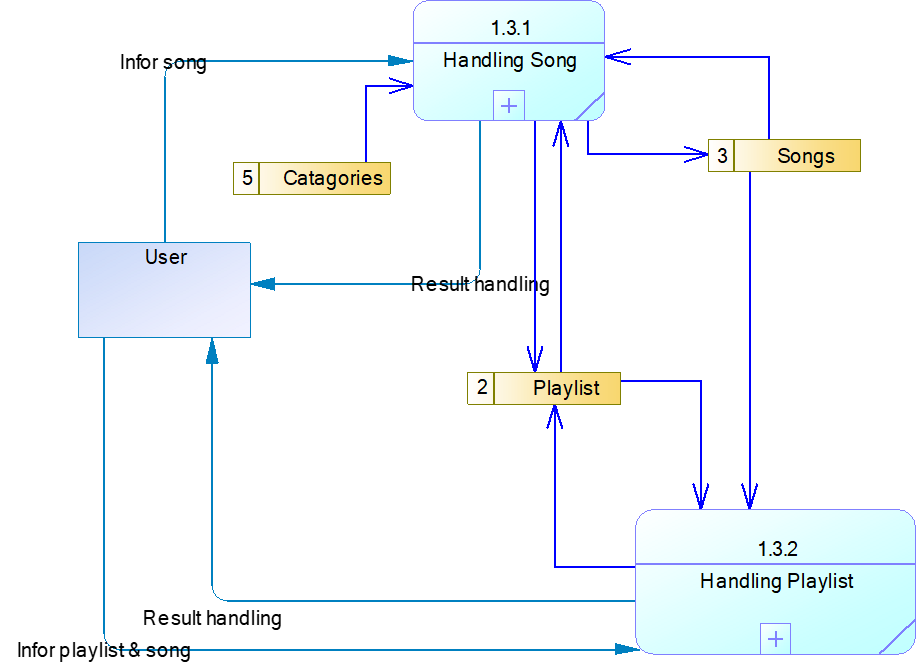 1.3.1
Infor song
Handling Song
+
3 Songs
5 Catagories
User
Result handling
2 Playlist
1.3.2
Handling Playlist
Result handling
+
Infor playlist & song